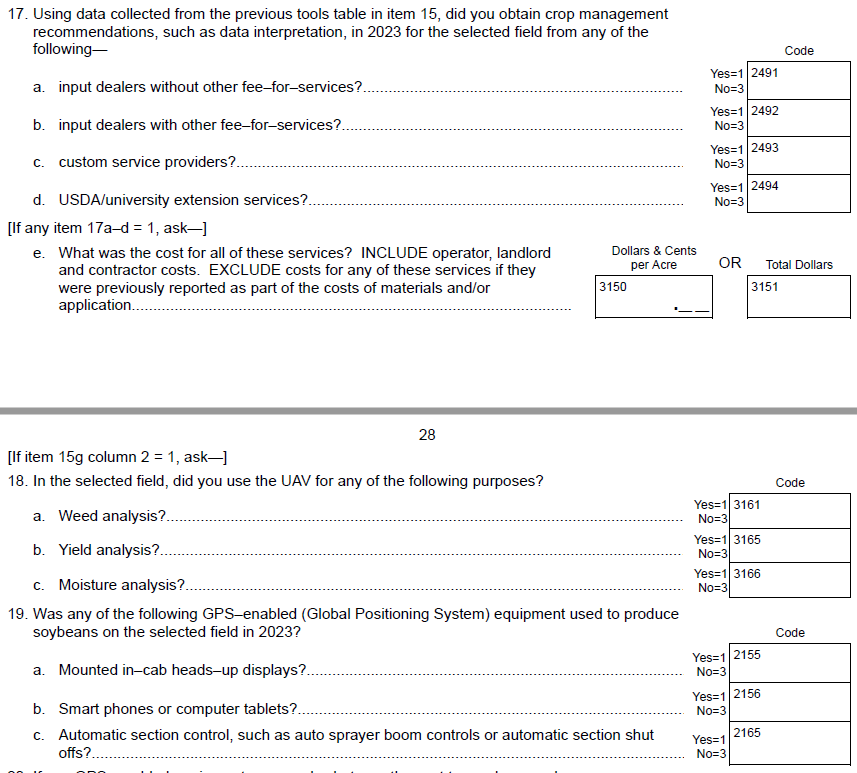 17. Using data collected from the previous tools table in item 15, did you obtain crop management
recommendations, such as data interpretation, in 2023 for the selected field from any of the
following—
Code
a. input dealers without other fee–for–services?
Yes=1 2491
No=3
b. input dealers with other fee–for–services?
Yes=1 2492
No=3
c. custom service providers?
Yes=1 2493
No=3
d. USDA/university extension services?
Yes=1 2494
No=3
[If any item 17a–d = 1, ask—]
e. What was the cost for all of these services? INCLUDE operator, landlord
and contractor costs. EXCLUDE costs for any of these services if they
were previously reported as part of the costs of materials and/or
application
Dollars & Cents
per Acre
OR
Total Dollars
3150
.__ __
3151
28
[If item 15g column 2 = 1, ask—]
18. In the selected field, did you use the UAV for any of the following purposes?
Code
a. Weed analysis?
Yes=1 3161
No=3
b. Yield analysis?
Yes=1 3165
No=3
c. Moisture analysis?
Yes=1 3166
No=3
19. Was any of the following GPS–enabled (Global Positioning System) equipment used to produce
soybeans on the selected field in 2023?
Code
a. Mounted in–cab heads–up displays?
Yes=1 2155
No=3
b. Smart phones or computer tablets?
Yes=1 2156
No=3
c. Automatic section control, such as auto sprayer boom controls or automatic section shut
offs?
Yes=1 2165
No=3